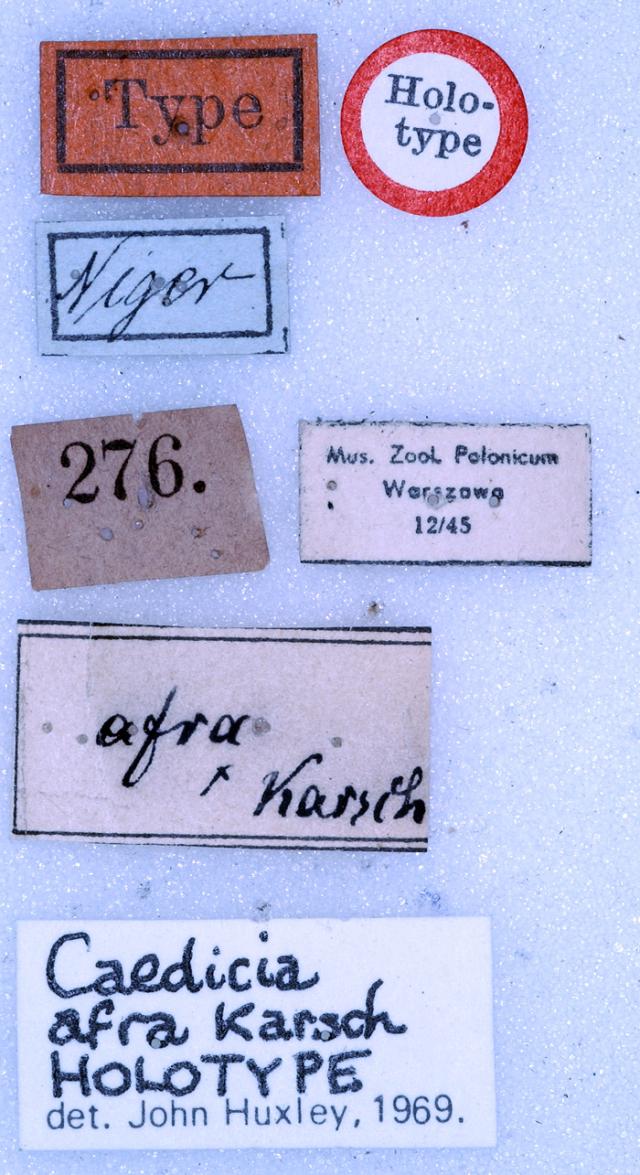 Type
Holo-
type
Niger
276.
Mus. Zool. Polonicum
Warszawa
12/45
afra
× Karsch
Caedicia
afra Karsch
HOLOTYPE
det. John Huxley, 1969.